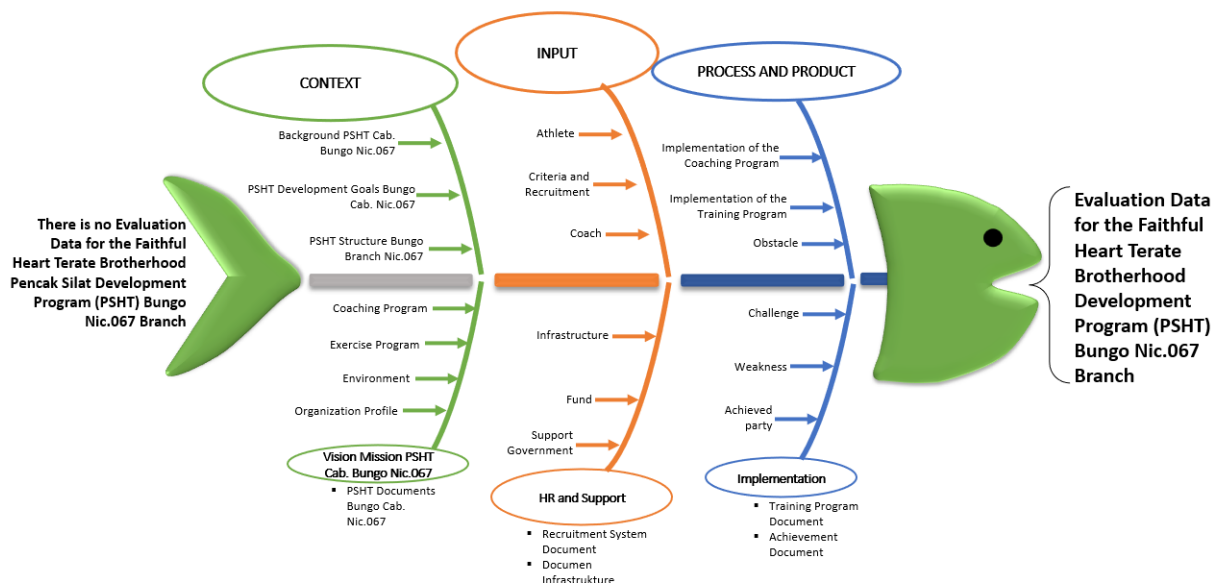 CONTEXT
INPUT
PROCESS AND PRODUCT
Background PSHT Cab.
Bungo Nic.067
PSHT Development Goals Bungo
Cab. Nic.067
PSHT Structure Bungo
Branch Nic.067
Athlete
Criteria and
Recruitment
Coach
Implementation of the
Coaching Program
Implementation of the
Training Program
Obstacle
There is no Evaluation
Data for the Faithful
Heart Terate Brotherhood
Pencak Silat Development
Program (PSHT) Bungo
Nic.067 Branch
Evaluation Data
for the Faithful
Heart Terate
Brotherhood
Development
Program (PSHT)
Bungo Nic.067
Branch
Coaching Program
Exercise Program
Environment
Organization Profile
Infrastructure
Fund
Support
Government
Challenge
Weakness
Achieved
party
Vision Mission PSHT
Cab. Bungo Nic.067
▪ PSHT Documents
Bungo Cab.
Nic.067
HR and Support
▪ Recruitment System
Document
▪ Documen
Infrastrukture
Implementation
▪ Training Program
Document
▪ Achievement
Document